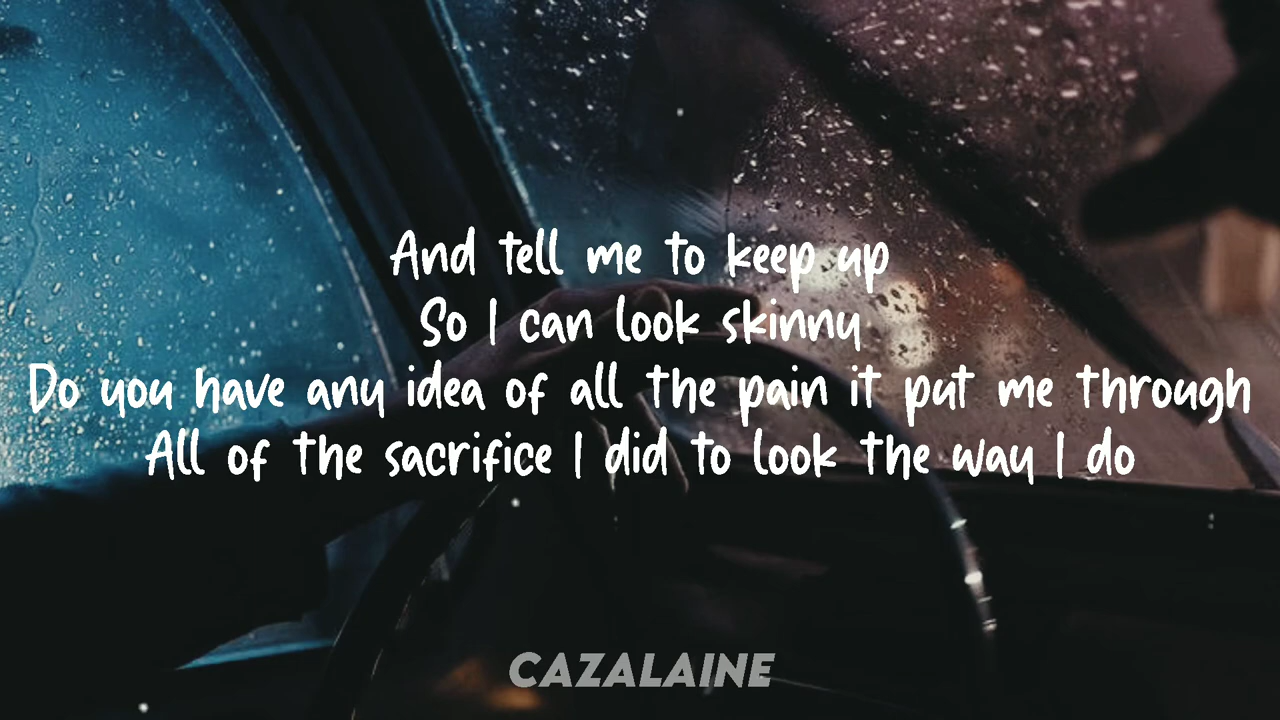 And tell me to keep up
So I can look skinny
Do you have any idea of all the pain it put me through
All of the sacrifice I did to look the way I do
CAZALAINE